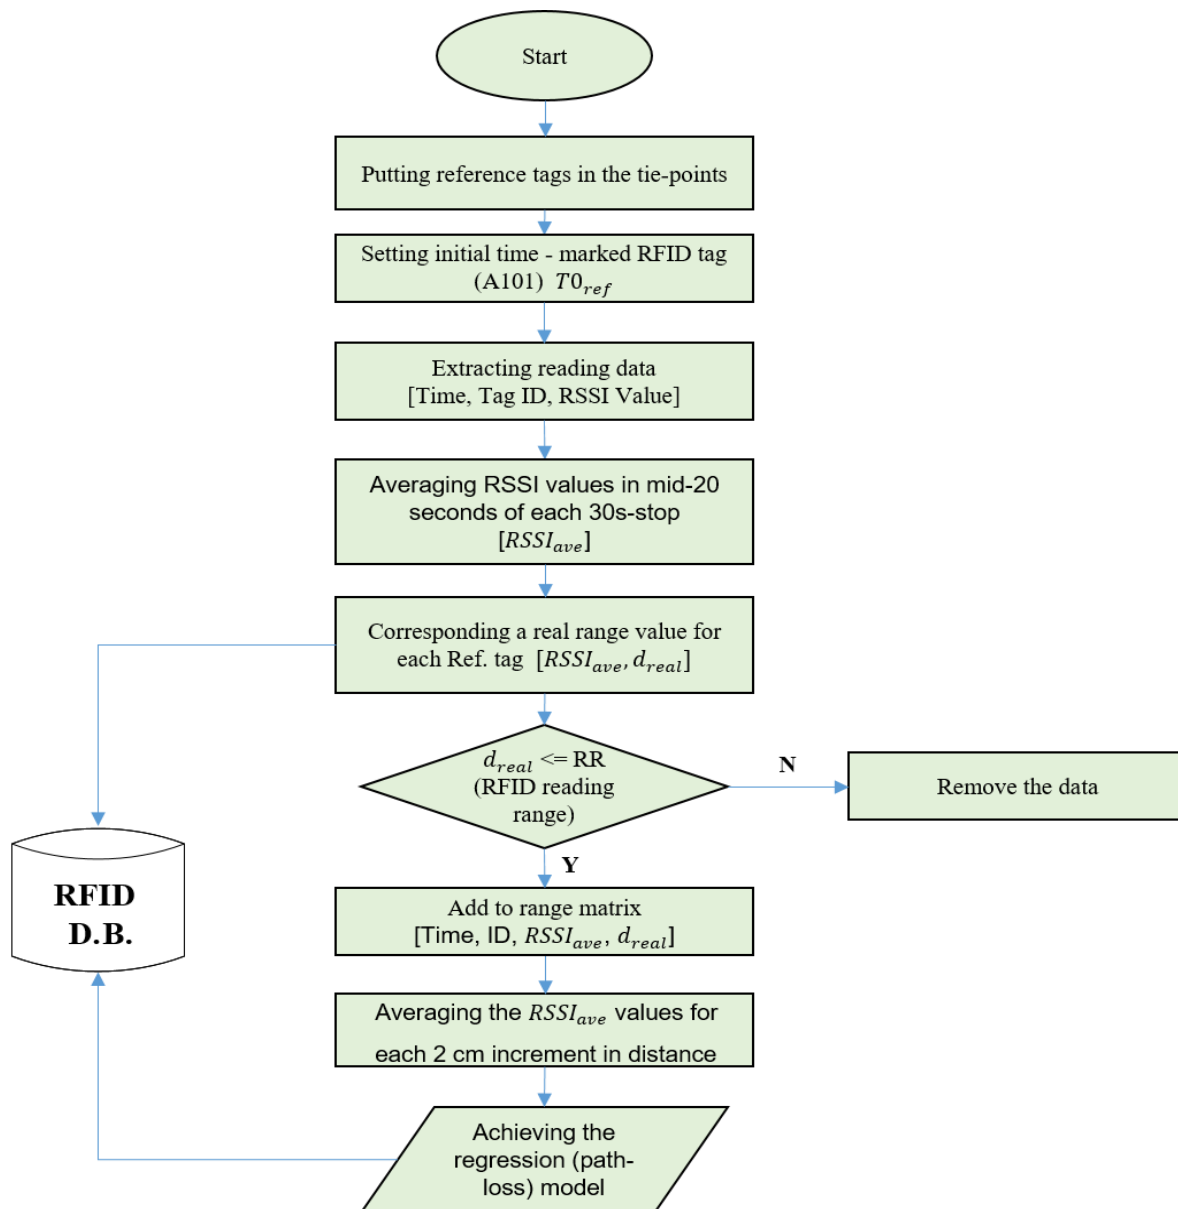 Start
Putting reference tags in the tie-points
Setting initial time - marked RFID tag
(A101) T0ref
Extracting reading data
[Time, Tag ID, RSSI Value]
Averaging RSSI values in mid-20
seconds of each 30s-stop
[RSSIave]
Corresponding a real range value for
each Ref. tag [RSSIave, dreal]
dreal <= RR
(RFID reading
range)
N
Remove the data
Y
Add to range matrix
[Time, ID, RSSIave, dreal]
RFID
D.B.
Averaging the RSSIave values for
each 2 cm increment in distance
Achieving the
regression (path-
loss) model